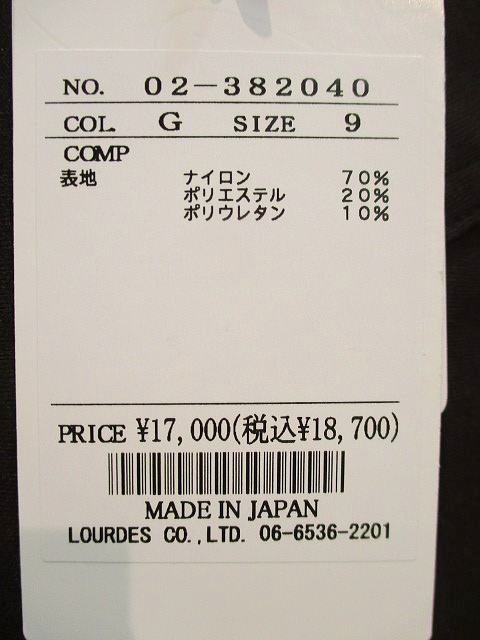 NO. 02-382040
COL. G SIZE 9
COMP
表地 ナイロン 70%
ポリエステル 20%
ポリウレタン 10%
PRICE ¥17,000(税込¥18,700)
MADE IN JAPAN
LOURDES CO.,LTD. 06-6536-2201